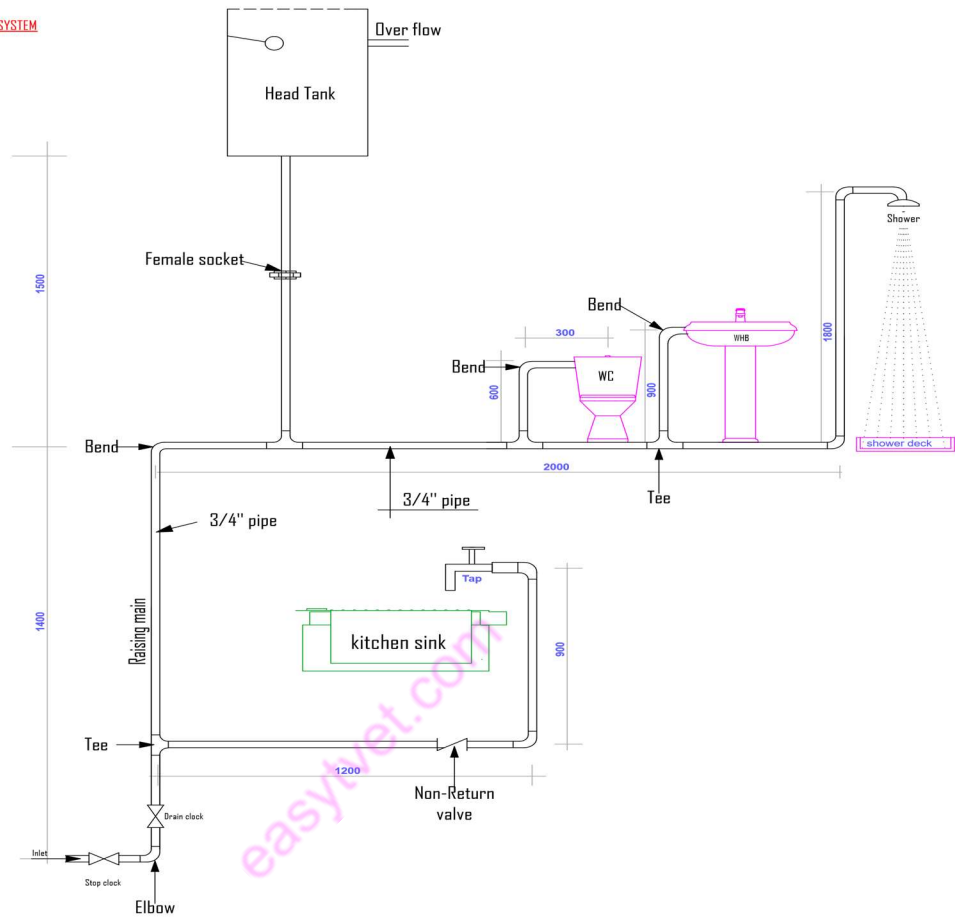 SYSTEM
Over flow
Head Tank
Shower
Female socket
1500
1800
Bend
300
WHB
Bend
WC
600
900
Bend
shower deck
2000
3/4" pipe
Tee
3/4" pipe
Tap
1400
Raising main
kitchen sink
900
Tee
1200
Non-Return
valve
Drain clock
Inlet
Stop clock
Elbow
easytvet.com